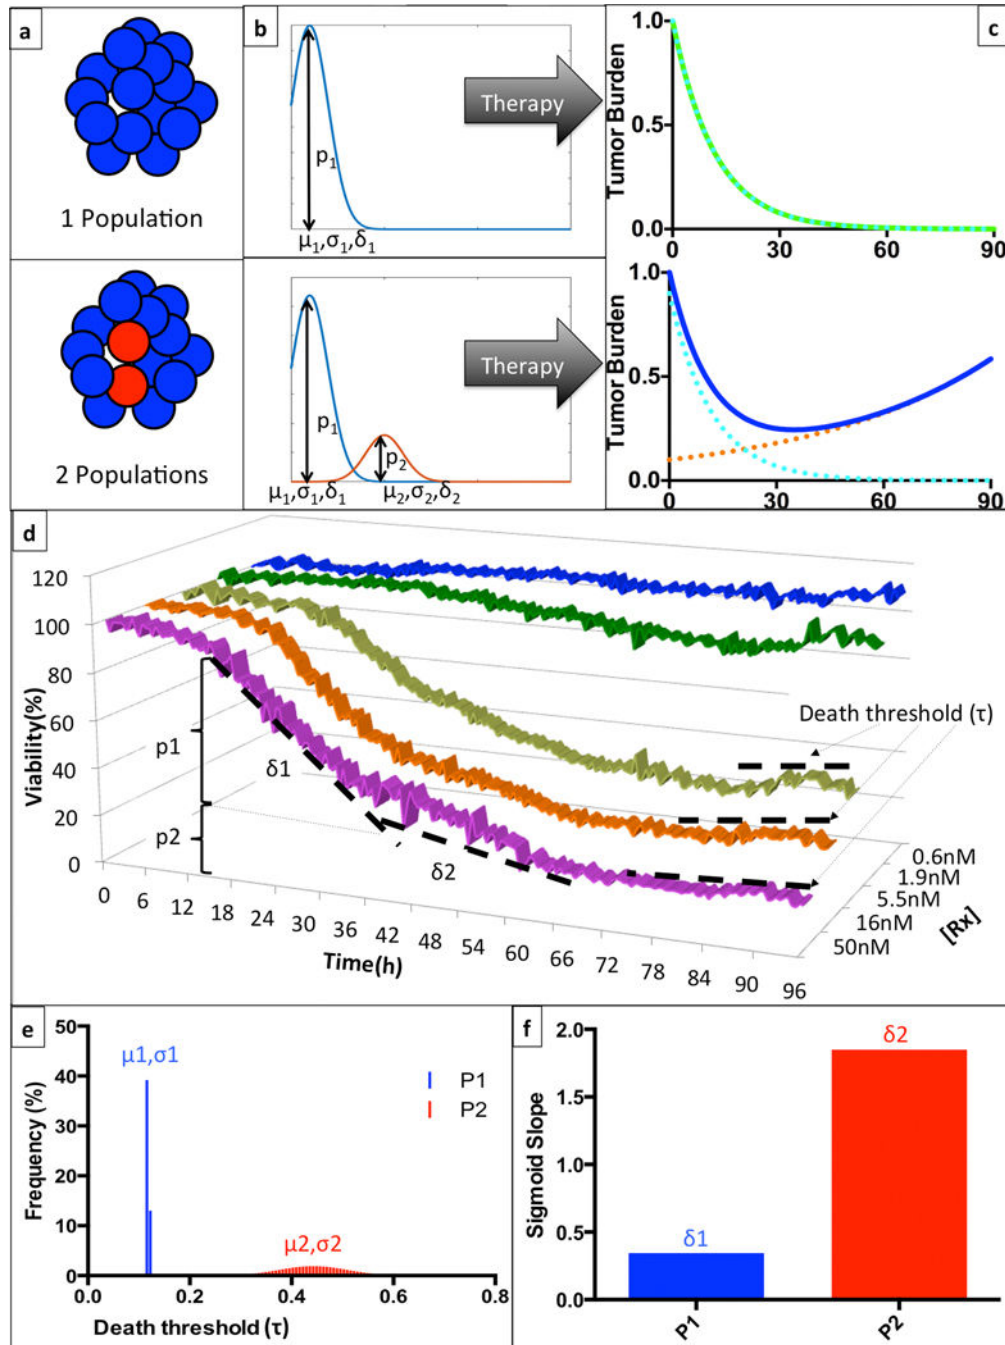 a
1 Population
2 Populations
b
p1
μ1,σ1,δ1
Therapy
p1
p2
μ1,σ1,δ1
μ2,σ2,δ2
Therapy
c
Tumor Burden
1.0
0.5
0.0
0
30
60
90
Tumor Burden
1.0
0.5
0.0
0
30
60
90
d
Viability(%)
120
100
80
60
40
20
0
p1
p2
δ1
δ2
Death threshold (τ)
0
6
12
18
24
30
36
42
48
54
60
66
72
78
84
90
96
Time(h)
0.6nM
1.9nM
5.5nM
16nM
50nM
[Rx]
e
Frequency (%)
50
40
30
20
10
0
μ1,σ1
μ2,σ2
P1
P2
0.0
0.2
0.4
0.6
0.8
Death threshold (τ)
f
Sigmoid Slope
2.0
1.5
1.0
0.5
0.0
δ1
δ2
P1
P2